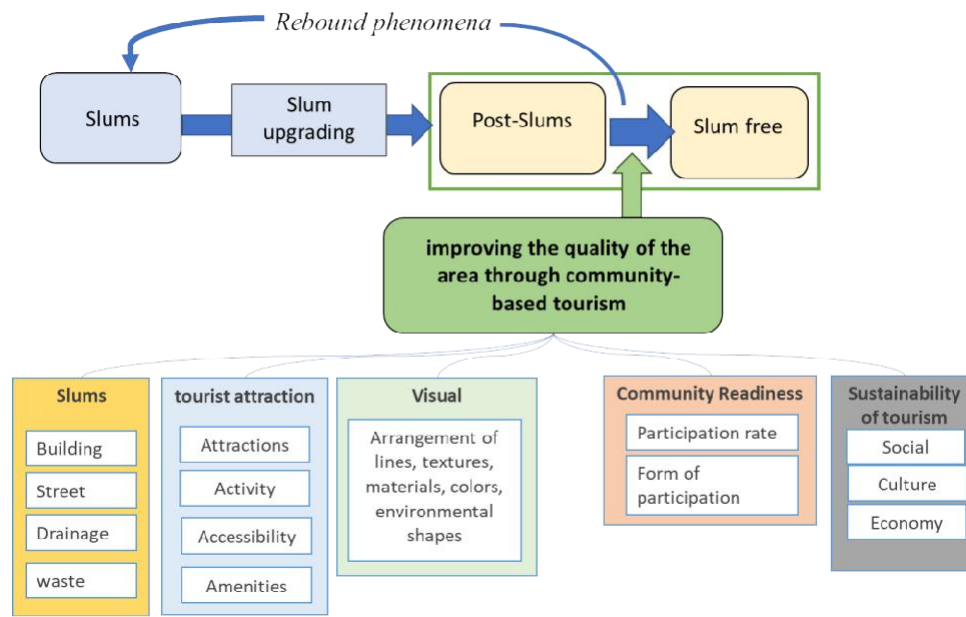 Rebound phenomena
Slums
Slum
upgrading
Post-Slums
Slum free
improving the quality of the
area through community-
based tourism
Slums
Building
Street
Drainage
waste
tourist attraction
Attractions
Activity
Accessibility
Amenities
Visual
Arrangement of
lines, textures,
materials, colors,
environmental
shapes
Community Readiness
Participation rate
Form of
participation
Sustainability
of tourism
Social
Culture
Economy